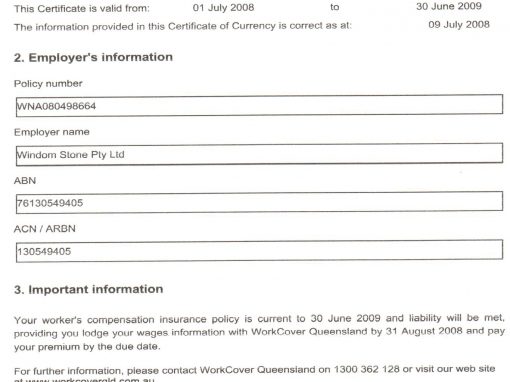 This Certificate is valid from: 01 July 2008 to 30 June 2009
The information provided in this Certificate of Currency is correct as at: 09 July 2008
2. Employer's information
Policy number
WNA080498664
Employer name
Windom Stone Pty Ltd
ABN
76130549405
ACN / ARBN
130549405
3. Important information
Your worker's compensation insurance policy is current to 30 June 2009 and liability will be met,
providing you lodge your wages information with WorkCover Queensland by 31 August 2008 and pay
your premium by the due date.
For further information, please contact WorkCover Queensland on 1300 362 128 or visit our web site
at www.workcoverqld.com.au